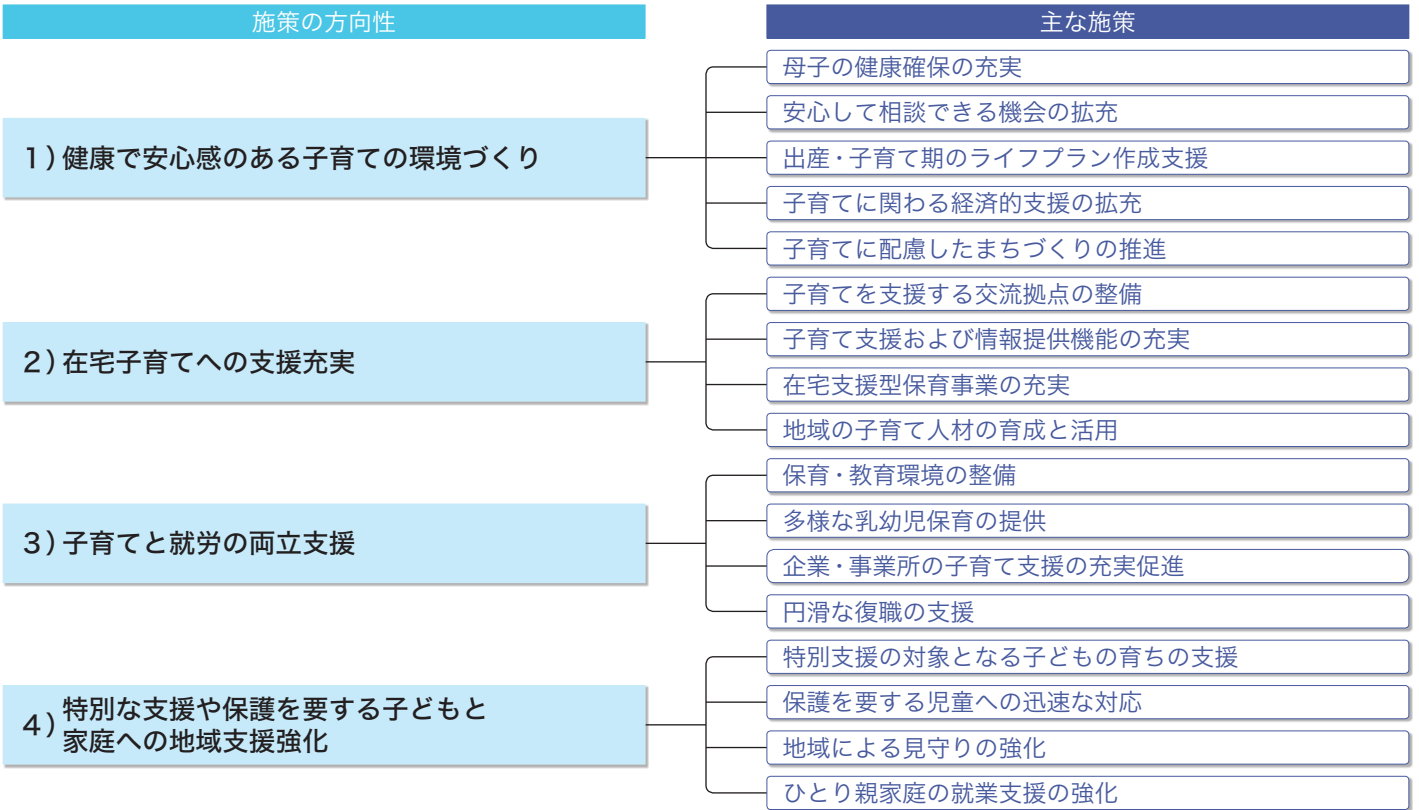 施策の方向性
主な施策
1）健康で安心感のある子育ての環境づくり
母子の健康確保の充実
安心して相談できる機会の拡充
出産・子育て期のライフプラン作成支援
子育てに関わる経済的支援の拡充
子育てに配慮したまちづくりの推進
2）在宅子育てへの支援充実
子育てを支援する交流拠点の整備
子育て支援および情報提供機能の充実
在宅支援型保育事業の充実
地域の子育て人材の育成と活用
3）子育てと就労の両立支援
保育・教育環境の整備
多様な乳幼児保育の提供
企業・事業所の子育て支援の充実促進
円滑な復職の支援
4）特別な支援や保護を要する子どもと
家庭への地域支援強化
特別支援の対象となる子どもの育ちの支援
保護を要する児童への迅速な対応
地域による見守りの強化
ひとり親家庭の就業支援の強化